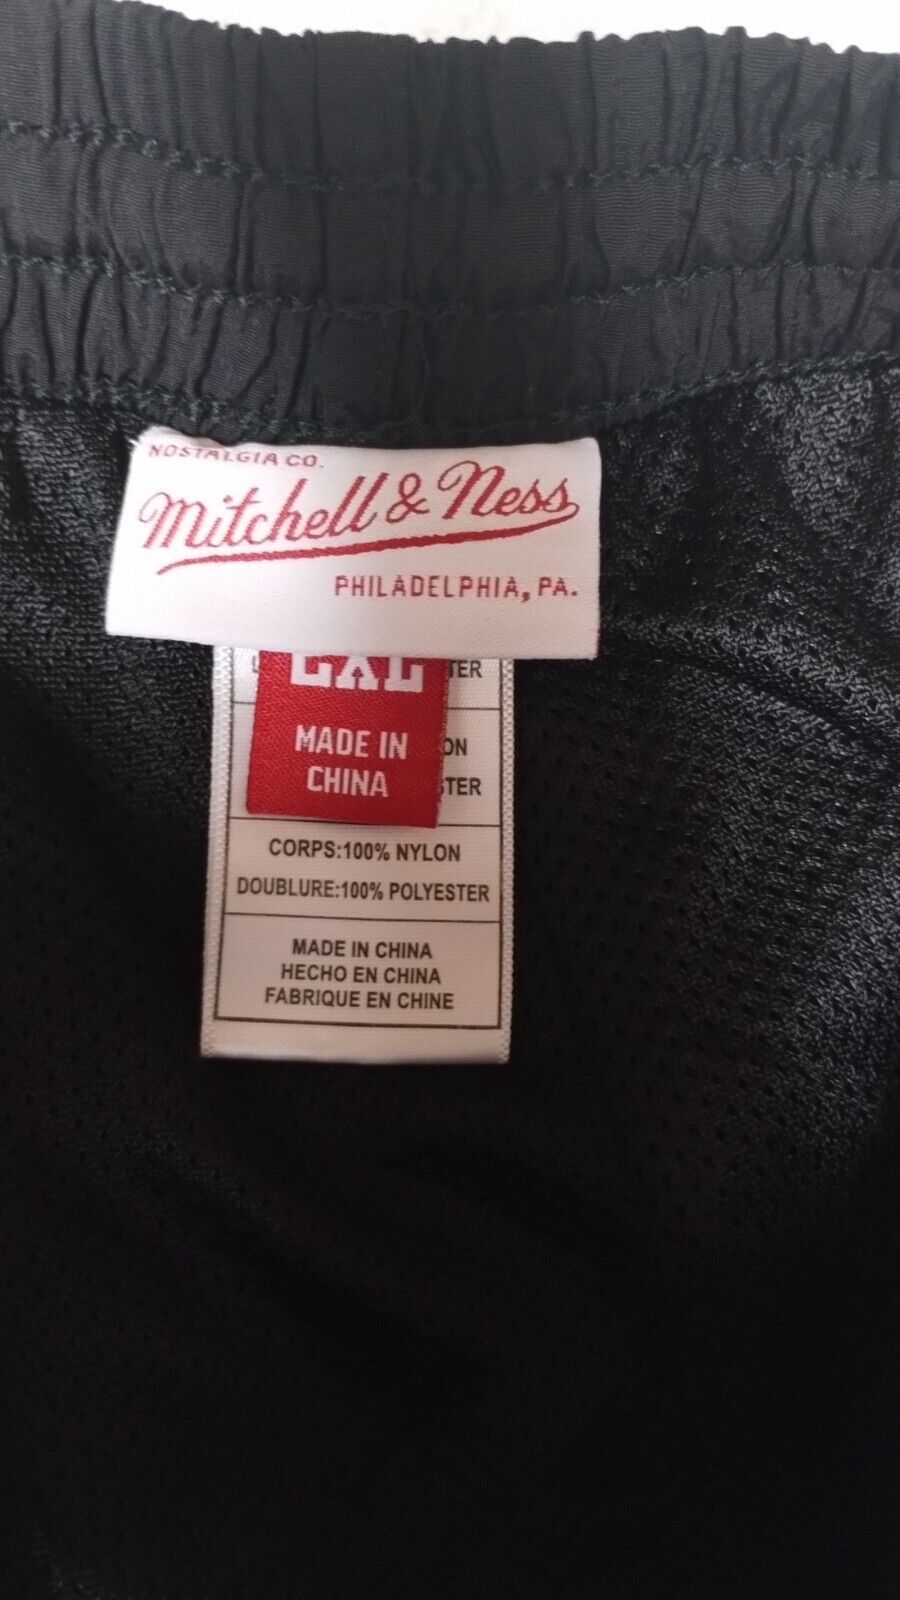 NOSTALGIA CO.
Mitchell & Ness
PHILADELPHIA, PA.
MADE IN
CHINA
CORPS:100% NYLON
DOUBLURE:100% POLYESTER
MADE IN CHINA
HECHO EN CHINA
FABRIQUE EN CHINE